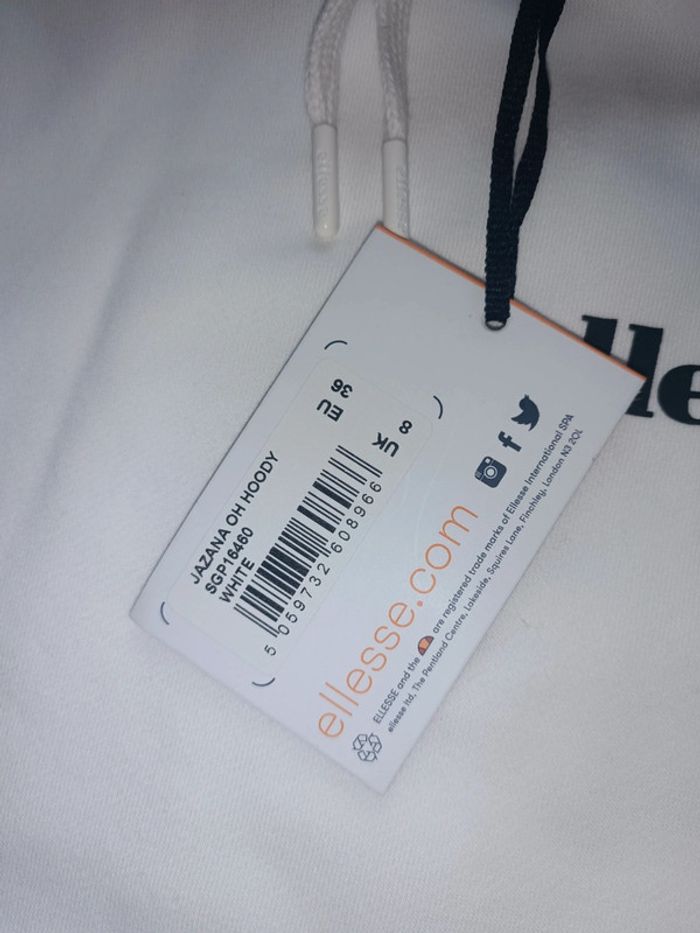 JAZANA OH HOODY
SGP16460
WHITE
5 059732 608966
EU
36
UK
8
ellesse.com
ELLESSE and the are registered trade marks of Ellesse International SPA
ellesse ltd, The Pentland Centre, Lakeside, Squires Lane, Finchley, London N3 2QL
lle